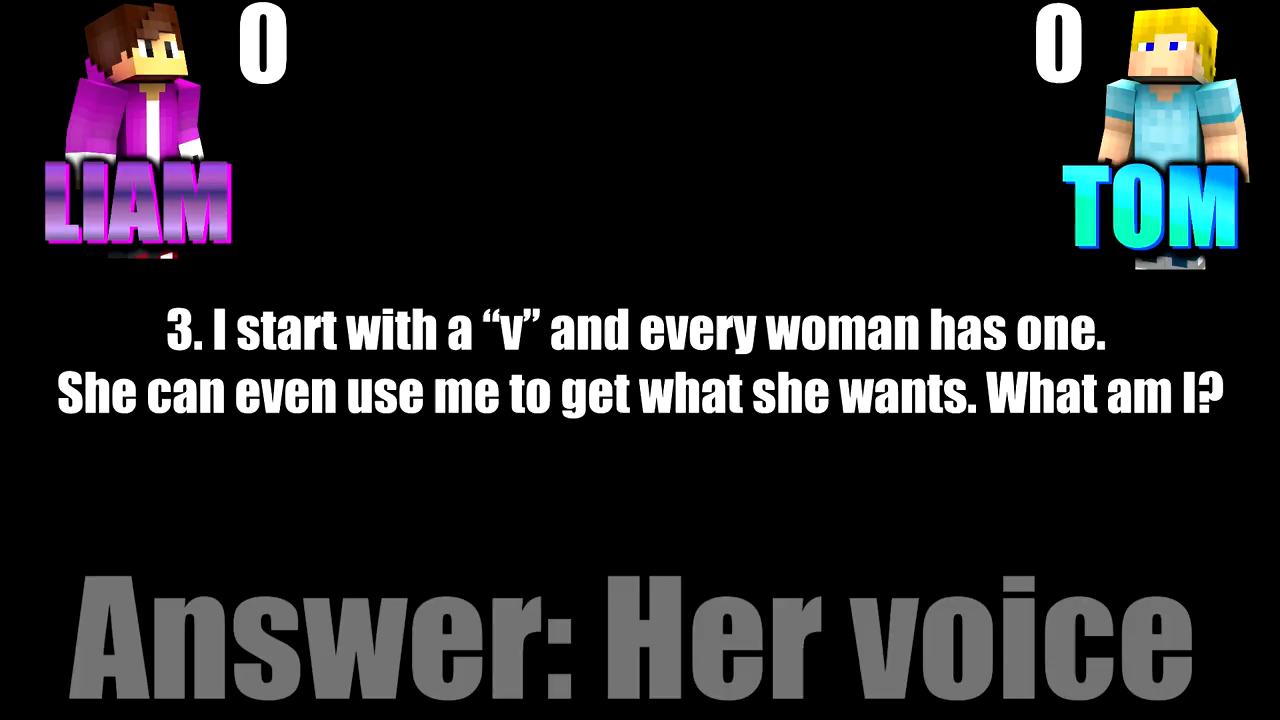 0
0
LIAM
TOM
3. I start with a “v” and every woman has one.
She can even use me to get what she wants. What am I?
Answer: Her voice